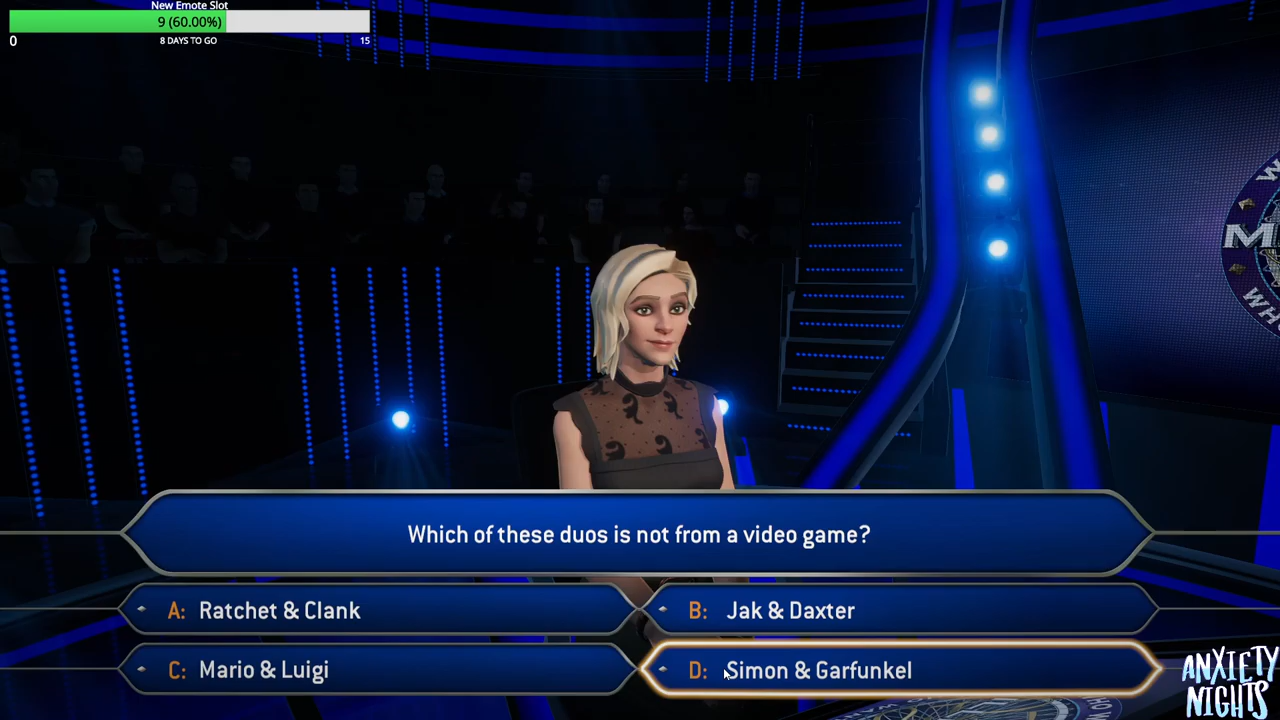 New Emote Slot
9 (60.00%)
0
8 DAYS TO GO
15
Which of these duos is not from a video game?
A: Ratchet & Clank
B: Jak & Daxter
C: Mario & Luigi
D: Simon & Garfunkel
ANXIETY
NIGHTS